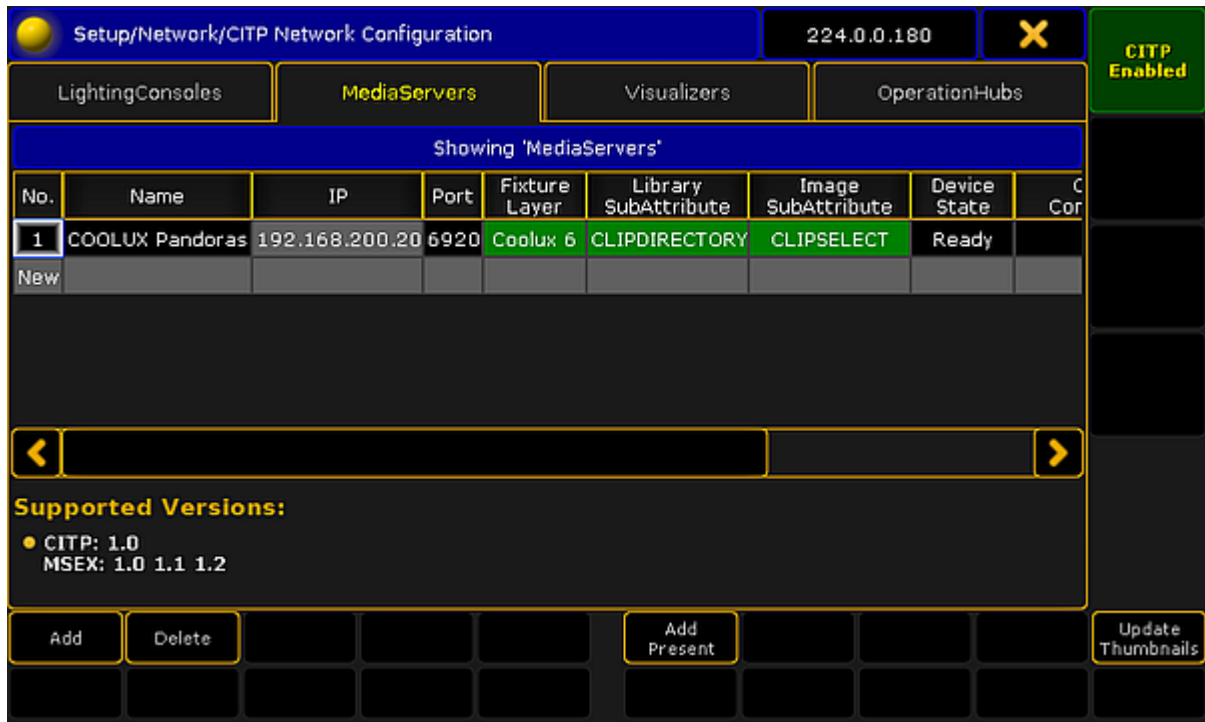 Setup/Network/CITP Network Configuration
224.0.0.180
CITP
Enabled
LightingConsoles
MediaServers
Visualizers
OperationHubs
Showing 'MediaServers'
No.
Name
IP
Port
Fixture
Layer
Library
SubAttribute
Image
SubAttribute
Device
State
C
Cor
1
COOLUX Pandoras
192.168.200.20
6920
Coolux 6
CLIPDIRECTORY
CLIPSELECT
Ready
New
Supported Versions:
CITP: 1.0
MSEX: 1.0 1.1 1.2
Add
Delete
Add
Present
Update
Thumbnails